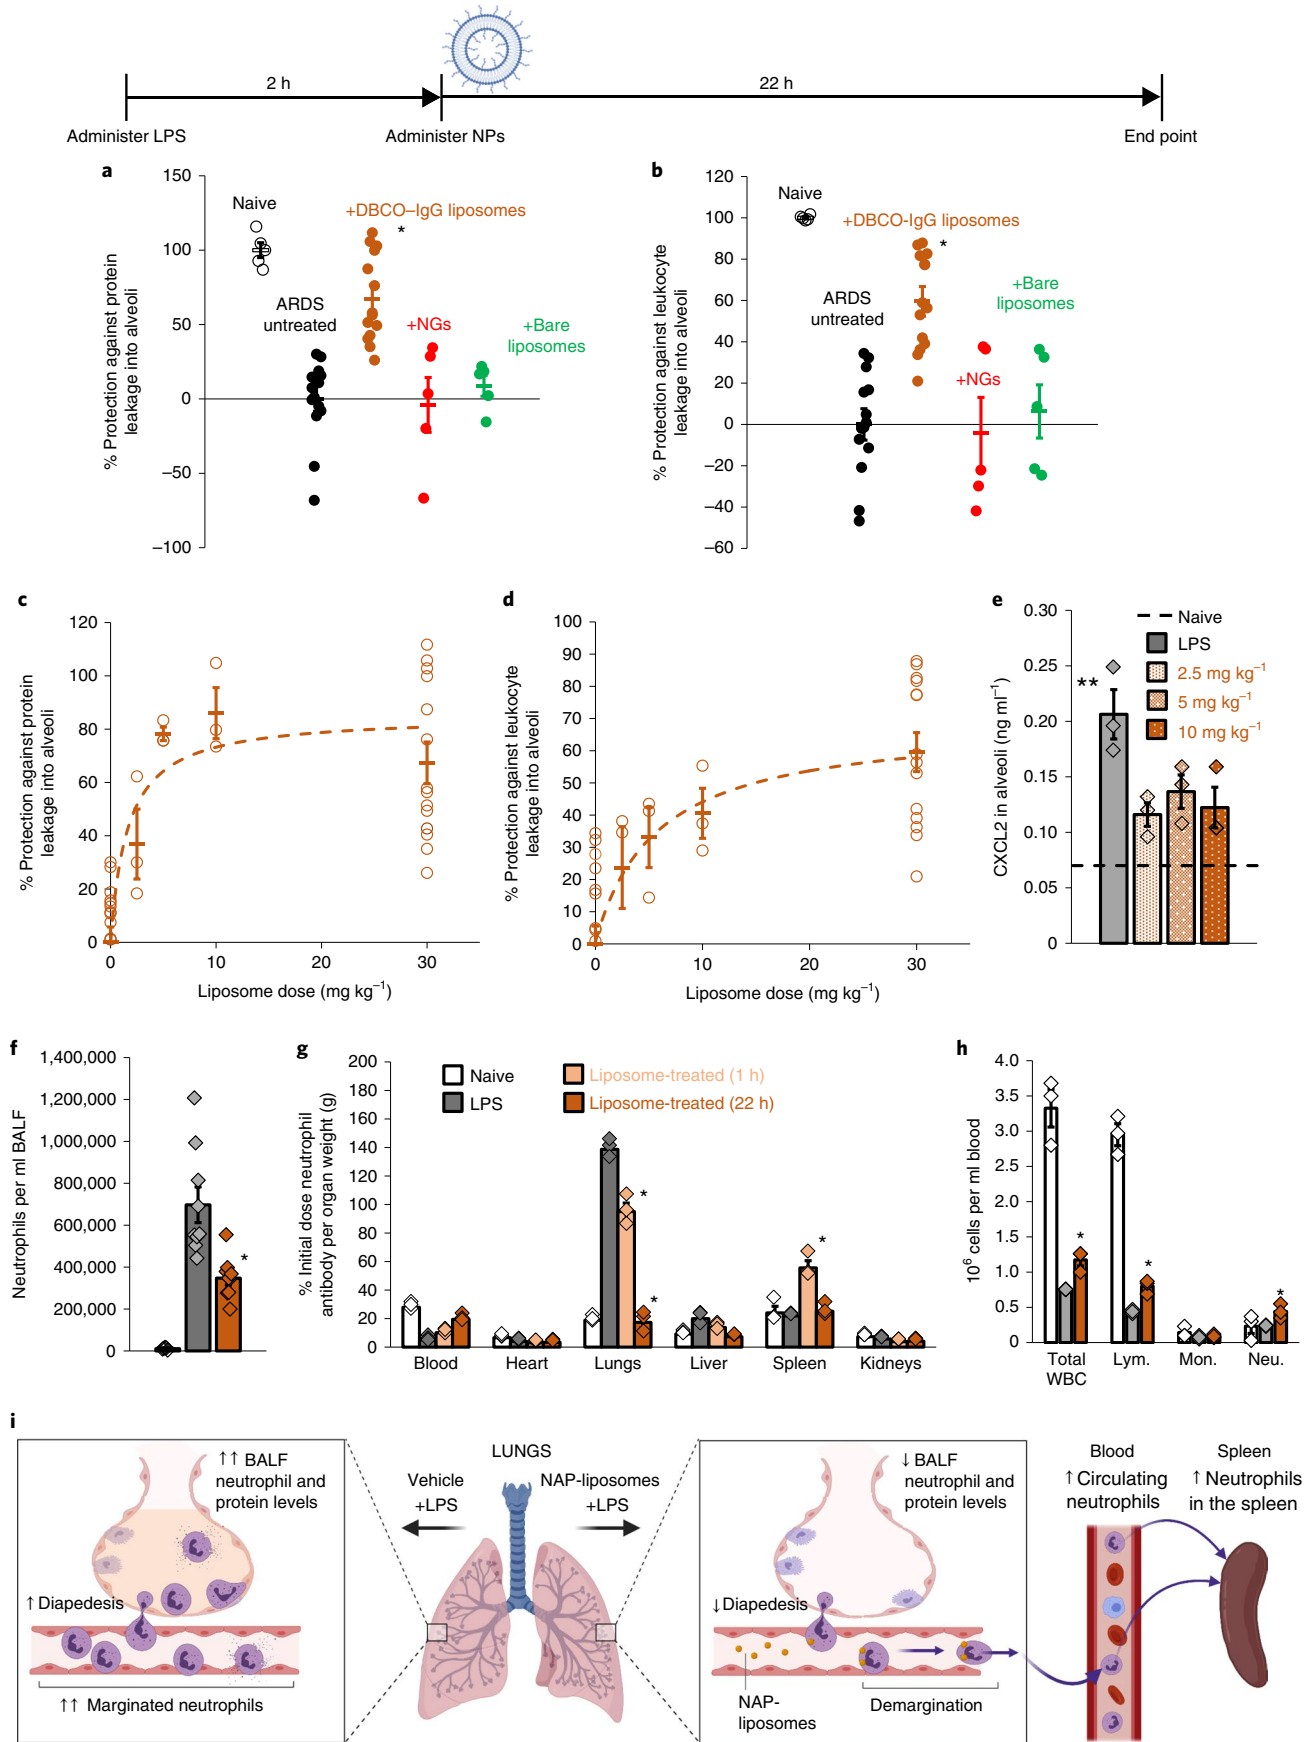 2 h
22 h
Administer LPS
Administer NPs
End point
a
% Protection against protein
leakage into alveoli
150
100
50
0
–50
–100
Naive
ARDS
untreated
+DBCO–IgG liposomes
*
+NGs
+Bare
liposomes
b
% Protection against leukocyte
leakage into alveoli
120
100
80
60
40
20
0
–20
–40
–60
Naive
+DBCO-IgG liposomes
*
ARDS
untreated
+NGs
+Bare
liposomes
c
% Protection against protein
leakage into alveoli
120
100
80
60
40
20
0
0
10
20
30
Liposome dose (mg kg⁻¹)
d
% Protection against leukocyte
leakage into alveoli
100
90
80
70
60
50
40
30
20
10
0
0
10
20
30
Liposome dose (mg kg⁻¹)
e
CXCL2 in alveoli (ng ml⁻¹)
0.30
0.25
0.20
0.15
0.10
0.05
0
**
Naive
LPS
2.5 mg kg⁻¹
5 mg kg⁻¹
10 mg kg⁻¹
f
Neutrophils per ml BALF
1,400,000
1,200,000
1,000,000
800,000
600,000
400,000
200,000
0
*
g
% Initial dose neutrophil
antibody per organ weight (g)
200
180
160
140
120
100
80
60
40
20
0
Naive
LPS
Liposome-treated (1 h)
Liposome-treated (22 h)
*
*
*
Blood
Heart
Lungs
Liver
Spleen
Kidneys
h
10⁶ cells per ml blood
4.0
3.5
3.0
2.5
2.0
1.5
1.0
0.5
0
*
*
*
Total
WBC
Lym.
Mon.
Neu.
i
↑↑ BALF
neutrophil and
protein levels
↑ Diapedesis
↑↑ Marginated neutrophils
LUNGS
Vehicle
+LPS
NAP-liposomes
+LPS
↓ BALF
neutrophil and
protein levels
↓ Diapedesis
NAP-
liposomes
Demargination
Blood
↑ Circulating
neutrophils
Spleen
↑ Neutrophils
in the spleen